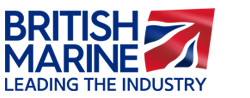 BRITISH
MARINE
LEADING THE INDUSTRY